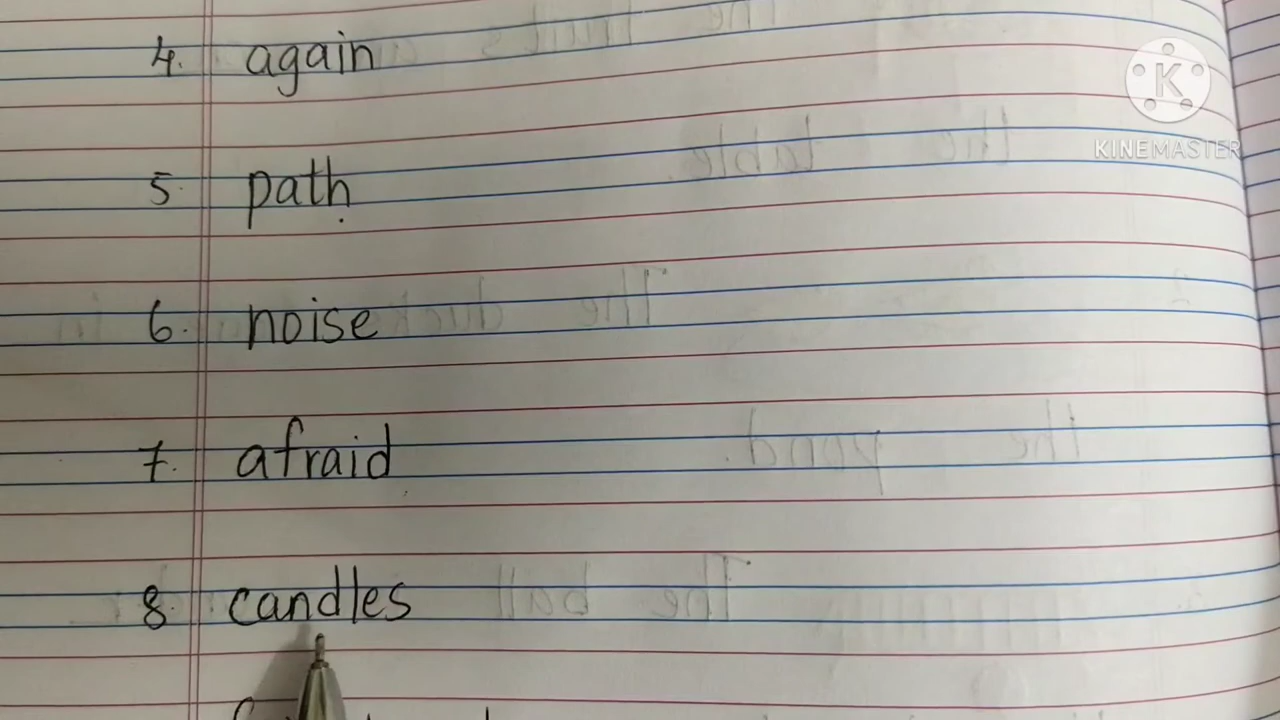 4. again
K
KINEMASTER
5. path
6. noise
7. afraid
8. candles